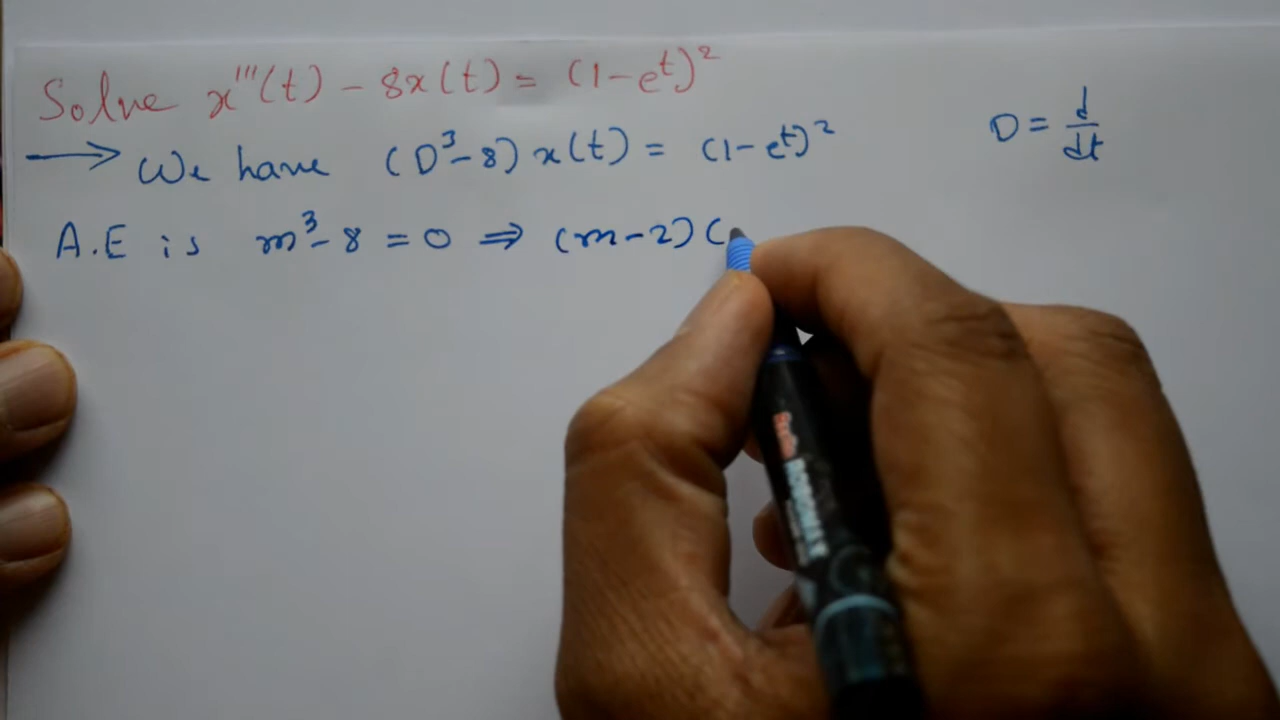 Solve x'''(t) - 8x(t) = (1-e^t)^2
→ We have (D^3-8) x(t) = (1-e^t)^2
D = d/dt
A.E is m^3-8 = 0 ⇒ (m-2)(